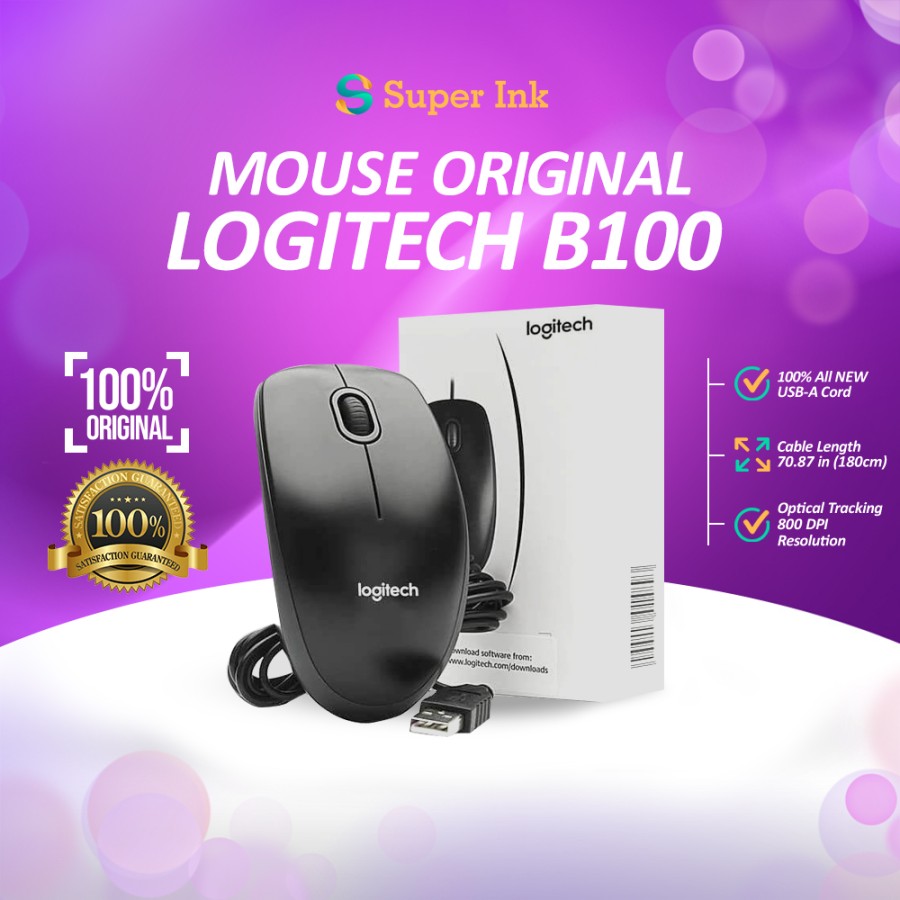 Super Ink
MOUSE ORIGINAL
LOGITECH B100
logitech
100%
ORIGINAL
SATISFACTION GUARANTEED
100%
SATISFACTION GUARANTEED
logitech
100% All NEW
USB-A Cord
Cable Length
70.87 in (180cm)
Optical Tracking
800 DPI
Resolution
software from:
www.logitech.com/downloads